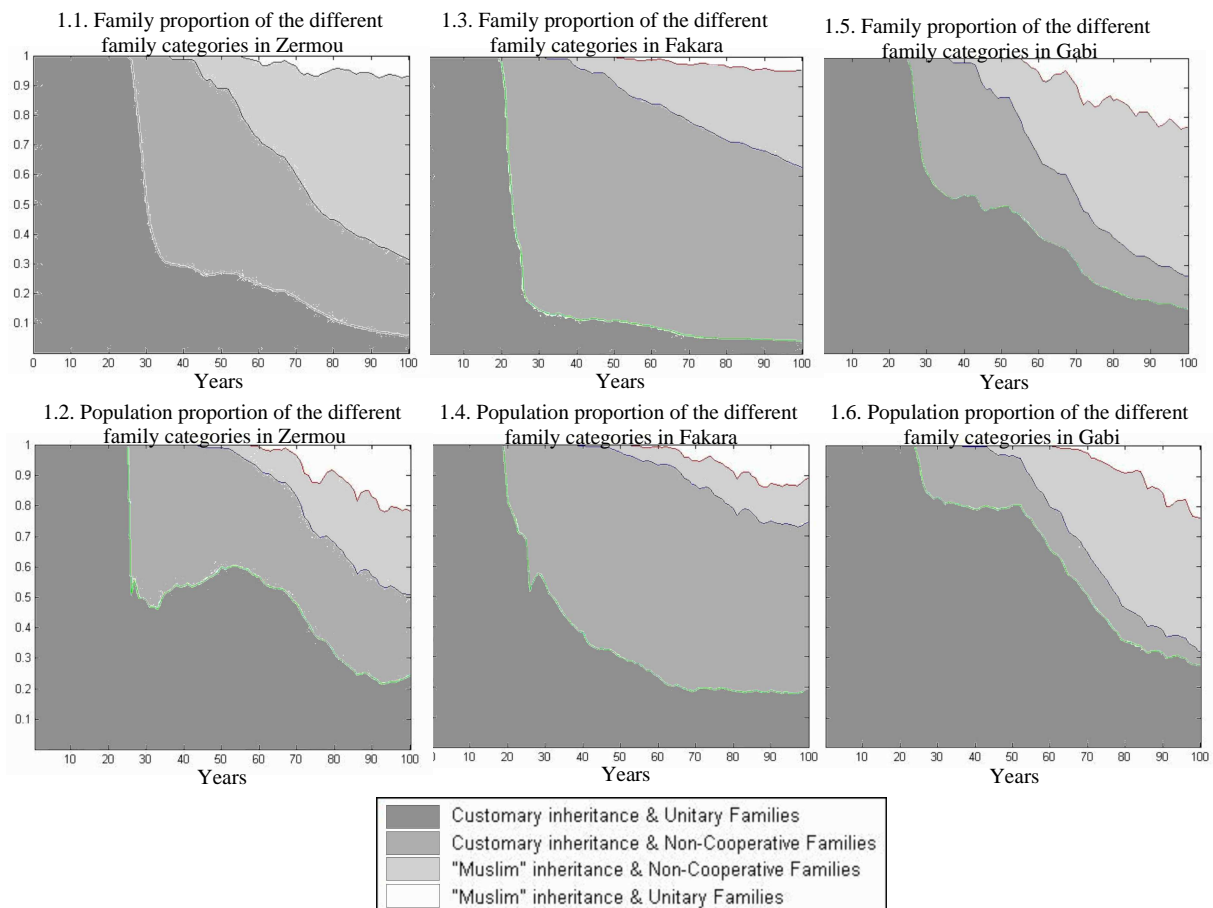 1.1. Family proportion of the different
family categories in Zermou
1
0.9
0.8
0.7
0.6
0.5
0.4
0.3
0.2
0.1
0 10 20 30 40 50 60 70 80 90 100
Years
1.3. Family proportion of the different
family categories in Fakara
10 20 30 40 50 60 70 80 90 100
Years
1.5. Family proportion of the different
family categories in Gabi
10 20 30 40 50 60 70 80 90 100
Years
1.2. Population proportion of the different
family categories in Zermou
1
0.9
0.8
0.7
0.6
0.5
0.4
0.3
0.2
0.1
10 20 30 40 50 60 70 80 90 100
Years
1.4. Population proportion of the different
family categories in Fakara
10 20 30 40 50 60 70 80 90 100
Years
1.6. Population proportion of the different
family categories in Gabi
10 20 30 40 50 60 70 80 90 100
Years
Customary inheritance & Unitary Families
Customary inheritance & Non-Cooperative Families
"Muslim" inheritance & Non-Cooperative Families
"Muslim" inheritance & Unitary Families